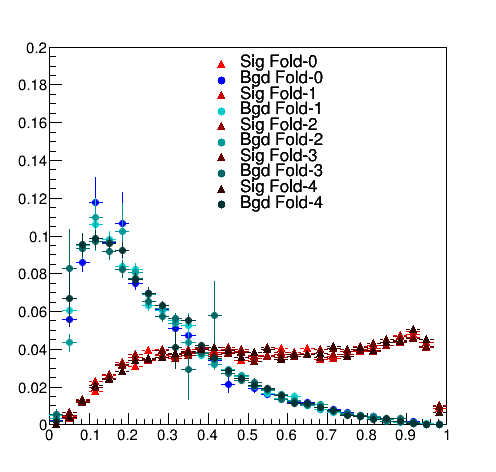 0.2
0.18
0.16
0.14
0.12
0.1
0.08
0.06
0.04
0.02
0
Sig Fold-0
Bgd Fold-0
Sig Fold-1
Bgd Fold-1
Sig Fold-2
Bgd Fold-2
Sig Fold-3
Bgd Fold-3
Sig Fold-4
Bgd Fold-4
0 0.1 0.2 0.3 0.4 0.5 0.6 0.7 0.8 0.9 1